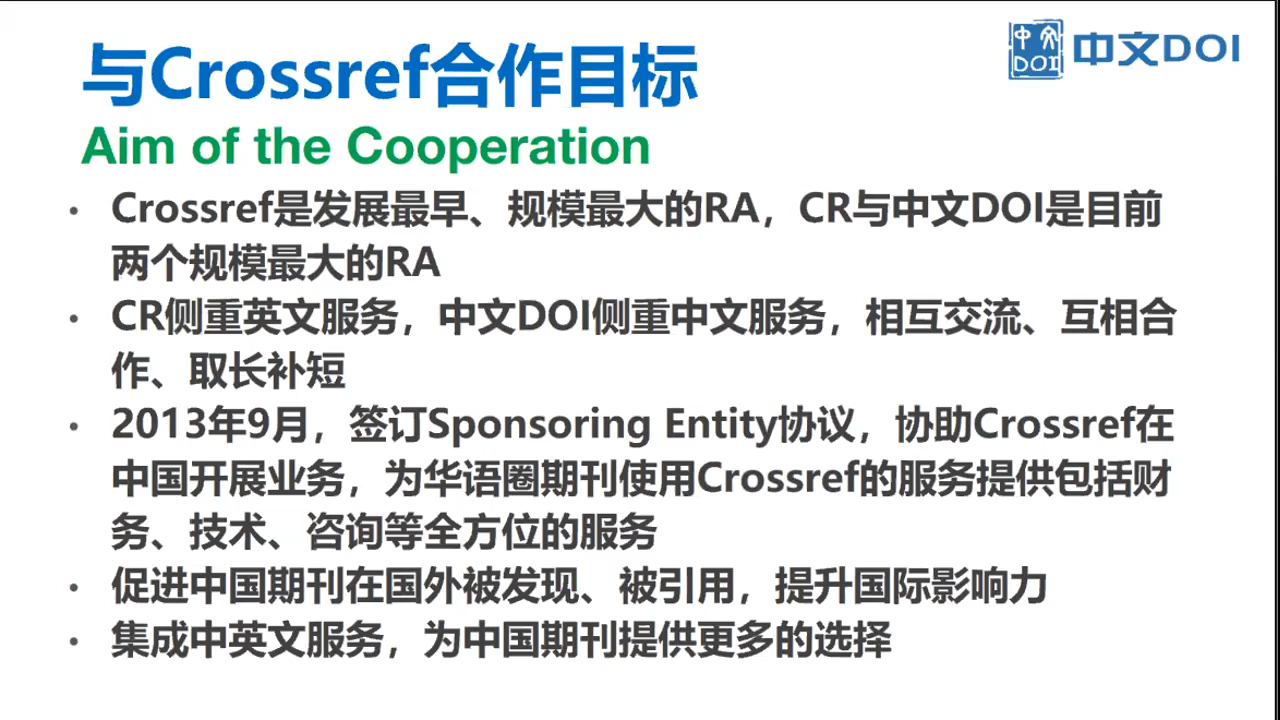 与Crossref合作目标
中文
DOI
中文DOI
Aim of the Cooperation
• Crossref是发展最早、规模最大的RA，CR与中文DOI是目前
两个规模最大的RA
• CR侧重英文服务，中文DOI侧重中文服务，相互交流、互相合
作、取长补短
• 2013年9月，签订Sponsoring Entity协议，协助Crossref在
中国开展业务，为华语圈期刊使用Crossref的服务提供包括财
务、技术、咨询等全方位的服务
• 促进中国期刊在国外被发现、被引用，提升国际影响力
• 集成中英文服务，为中国期刊提供更多的选择